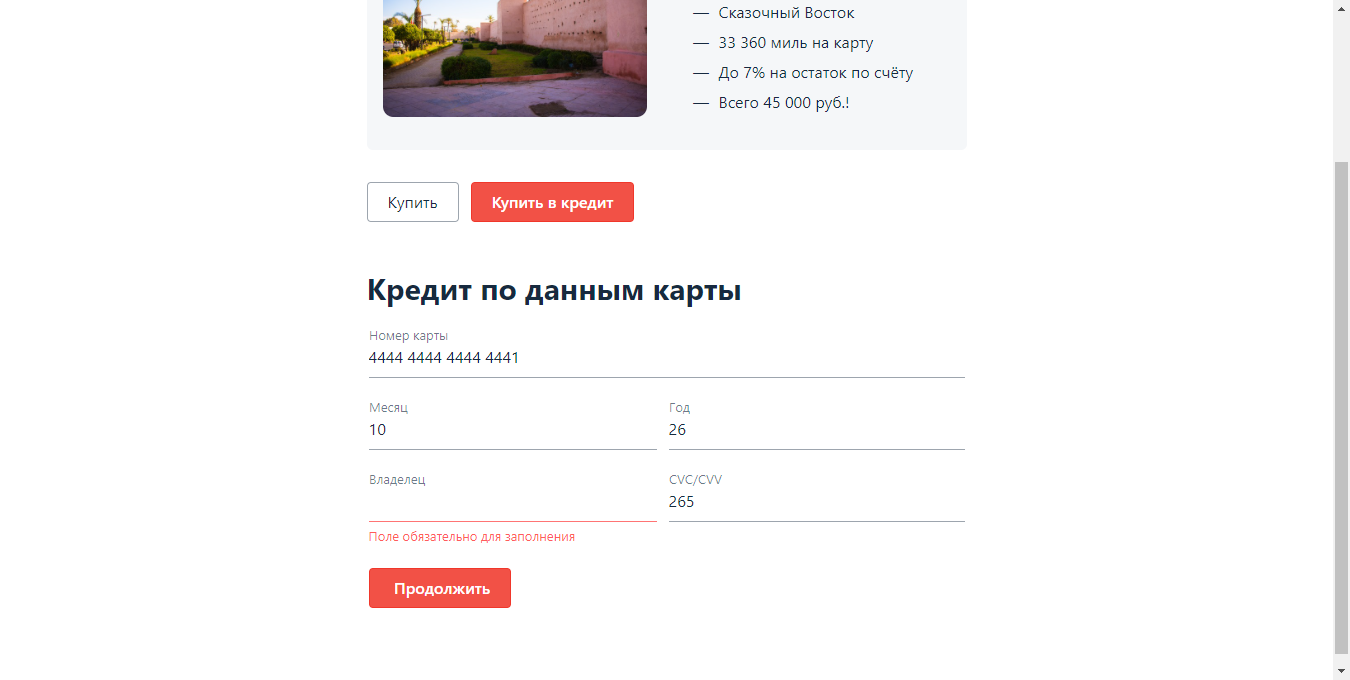 — Сказочный Восток
— 33 360 миль на карту
— До 7% на остаток по счёту
— Всего 45 000 руб.!
Купить
Купить в кредит
Кредит по данным карты
Номер карты
4444 4444 4444 4441
Месяц
Год
10
26
Владелец
CVC/CVV
265
Поле обязательно для заполнения
Продолжить